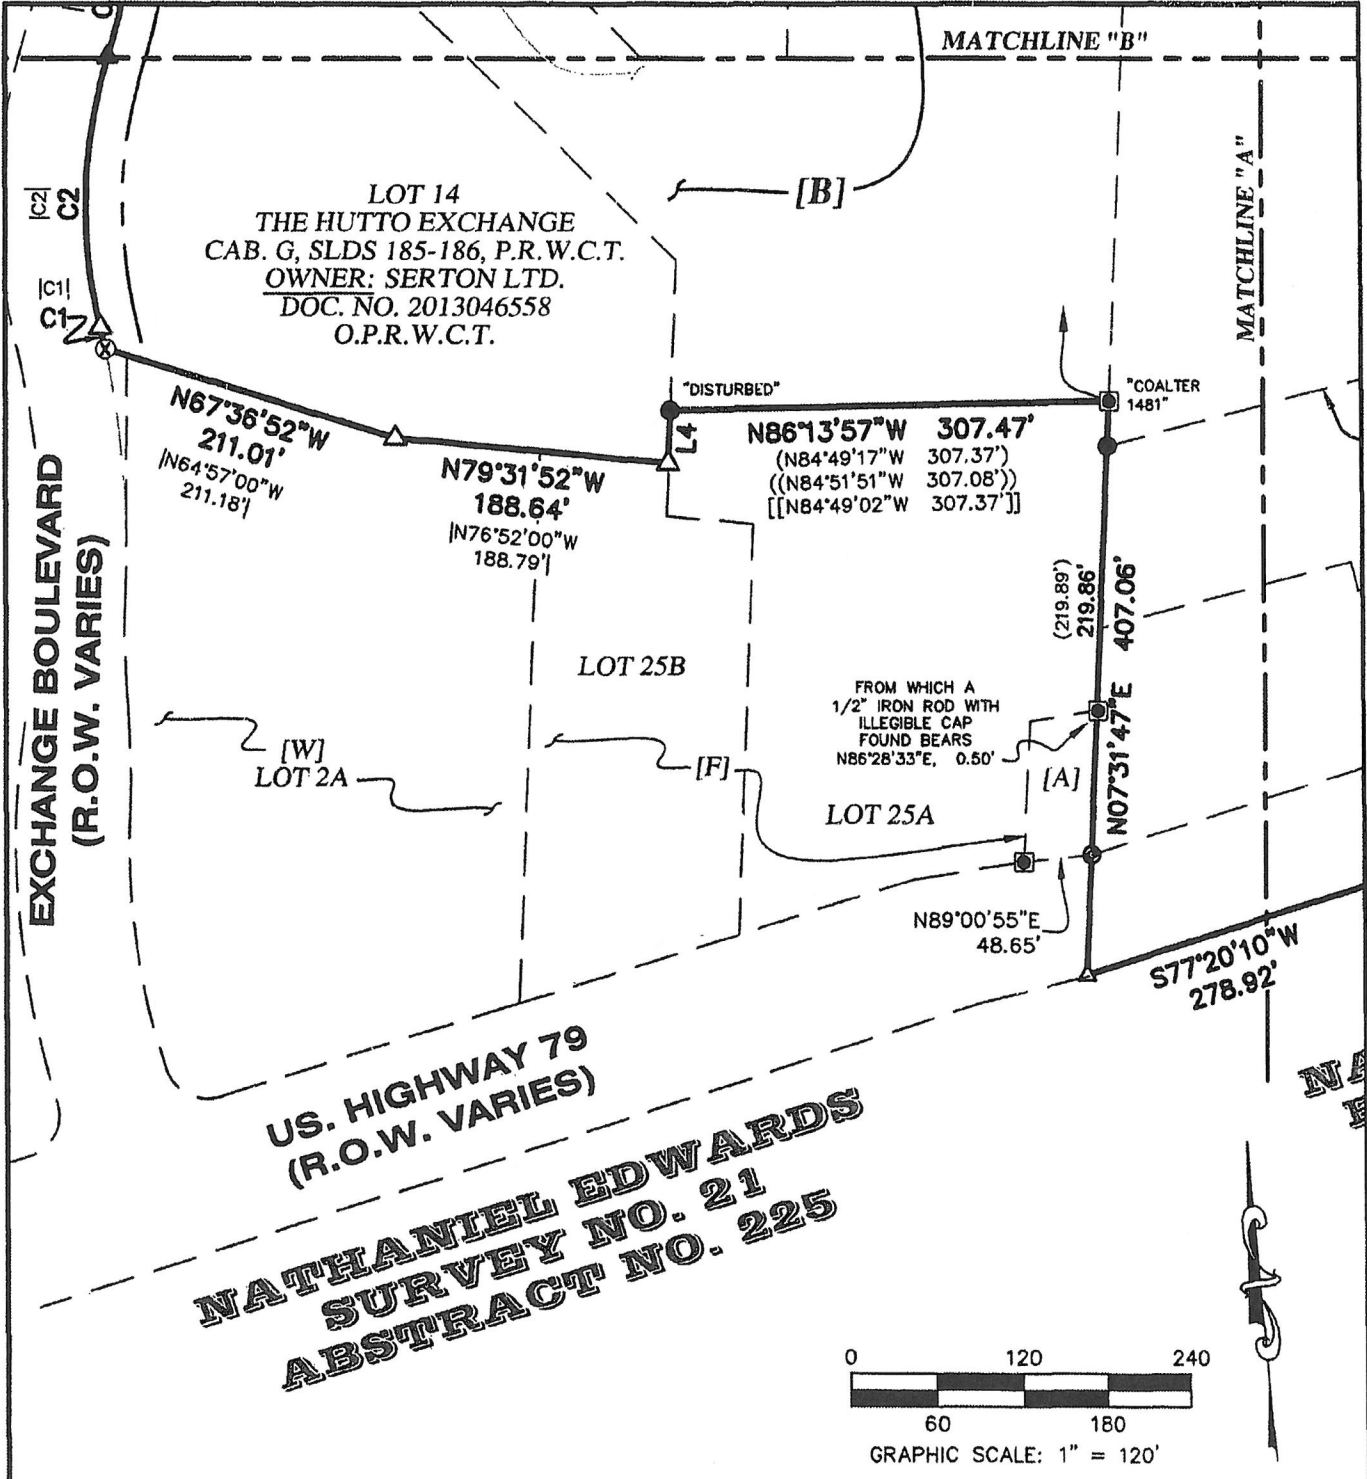 MATCHLINE "B"
MATCHLINE "A"
[B]
|C2|
C2
LOT 14
THE HUTTO EXCHANGE
CAB. G, SLDS 185-186, P.R.W.C.T.
OWNER: SERTON LTD.
DOC. NO. 2013046558
O.P.R.W.C.T.
|C1|
C1
"DISTURBED"
"COALTER
1481"
N67°36'52"W
211.01'
|N64°57'00"W
211.18'|
N79°31'52"W
188.64'
|N76°52'00"W
188.79'|
L4
N86°13'57"W 307.47'
(N84°49'17"W 307.37')
((N84°51'51"W 307.08'))
[[N84°49'02"W 307.37']]
EXCHANGE BOULEVARD
(R.O.W. VARIES)
(219.89')
219.86'
N07°31'47"E 407.06'
LOT 25B
FROM WHICH A
1/2" IRON ROD WITH
ILLEGIBLE CAP
FOUND BEARS
N86°28'33"E, 0.50'
[W]
LOT 2A
[F]
[A]
LOT 25A
N89°00'55"E
48.65'
S77°20'10"W
278.92'
US. HIGHWAY 79
(R.O.W. VARIES)
NATHANIEL EDWARDS
SURVEY NO. 21
ABSTRACT NO. 225
NA
0 120 240
60 180
GRAPHIC SCALE: 1" = 120'